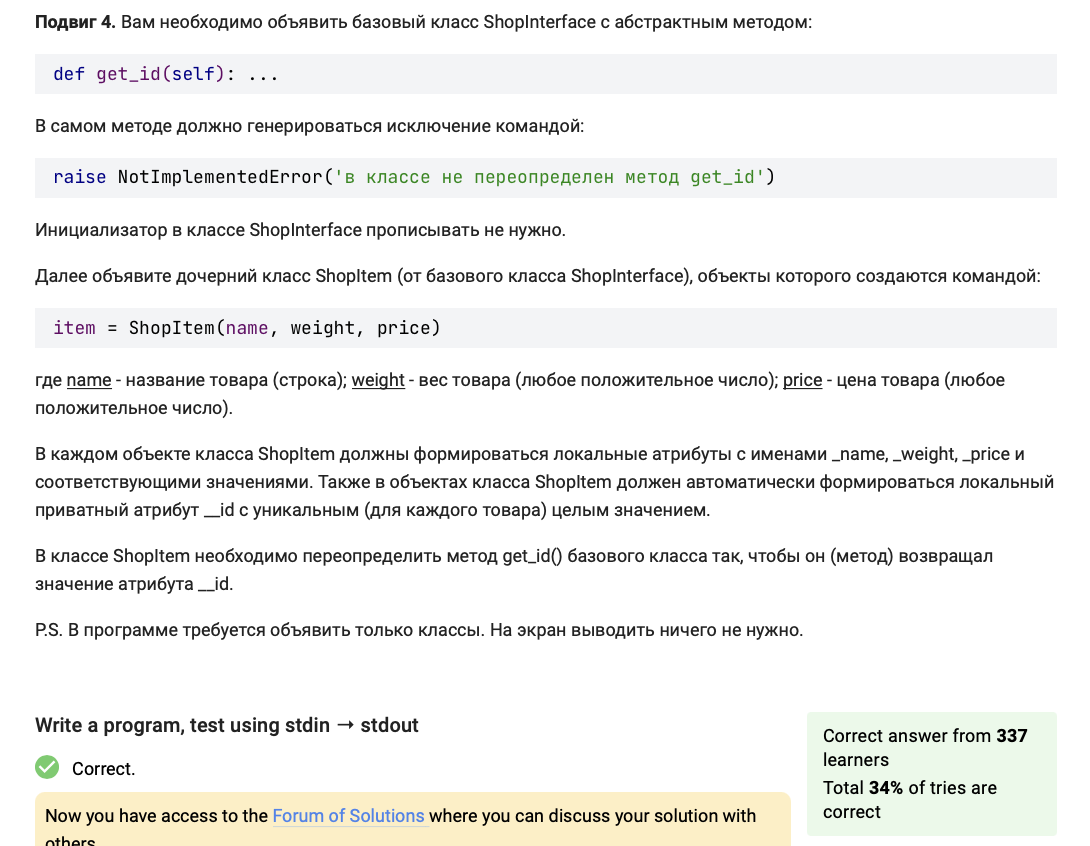 Подвиг 4. Вам необходимо объявить базовый класс ShopInterface с абстрактным методом:
def get_id(self): ...
В самом методе должно генерироваться исключение командой:
raise NotImplementedError('в классе не переопределен метод get_id')
Инициализатор в классе ShopInterface прописывать не нужно.
Далее объявите дочерний класс ShopItem (от базового класса ShopInterface), объекты которого создаются командой:
item = ShopItem(name, weight, price)
где name - название товара (строка); weight - вес товара (любое положительное число); price - цена товара (любое
положительное число).
В каждом объекте класса ShopItem должны формироваться локальные атрибуты с именами _name, _weight, _price и
соответствующими значениями. Также в объектах класса ShopItem должен автоматически формироваться локальный
приватный атрибут __id с уникальным (для каждого товара) целым значением.
В классе ShopItem необходимо переопределить метод get_id() базового класса так, чтобы он (метод) возвращал
значение атрибута __id.
P.S. В программе требуется объявить только классы. На экран выводить ничего не нужно.
Write a program, test using stdin → stdout
Correct.
Now you have access to the Forum of Solutions where you can discuss your solution with
others
Correct answer from 337
learners
Total 34% of tries are
correct